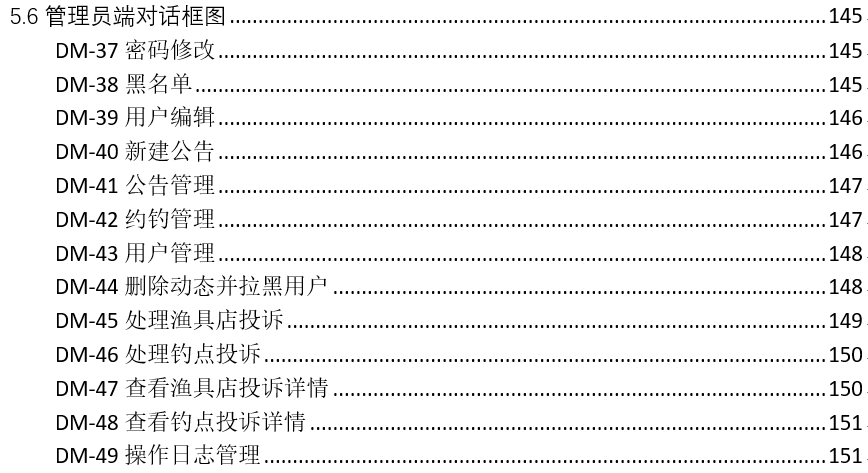 5.6 管理员端对话框图 145
DM-37 密码修改 145
DM-38 黑名单 145
DM-39 用户编辑 146
DM-40 新建公告 146
DM-41 公告管理 147
DM-42 约钓管理 147
DM-43 用户管理 148
DM-44 删除动态并拉黑用户 148
DM-45 处理渔具店投诉 149
DM-46 处理钓点投诉 150
DM-47 查看渔具店投诉详情 150
DM-48 查看钓点投诉详情 151
DM-49 操作日志管理 151